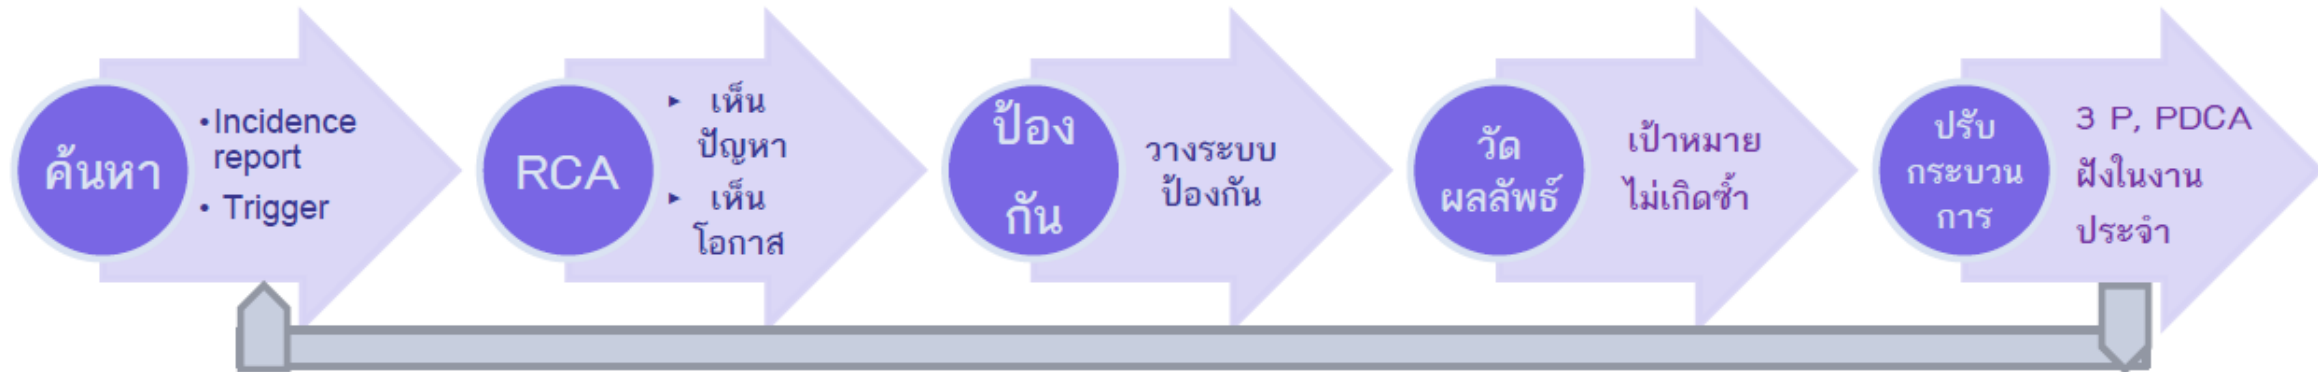 ค้นหา
• Incidence
report
• Trigger
RCA
▸ เห็น
ปัญหา
▸ เห็น
โอกาส
ป้อง
กัน
วางระบบ
ป้องกัน
วัด
ผลลัพธ์
เป้าหมาย
ไม่เกิดซ้ำ
ปรับ
กระบวน
การ
3 P, PDCA
ฝังในงาน
ประจำ